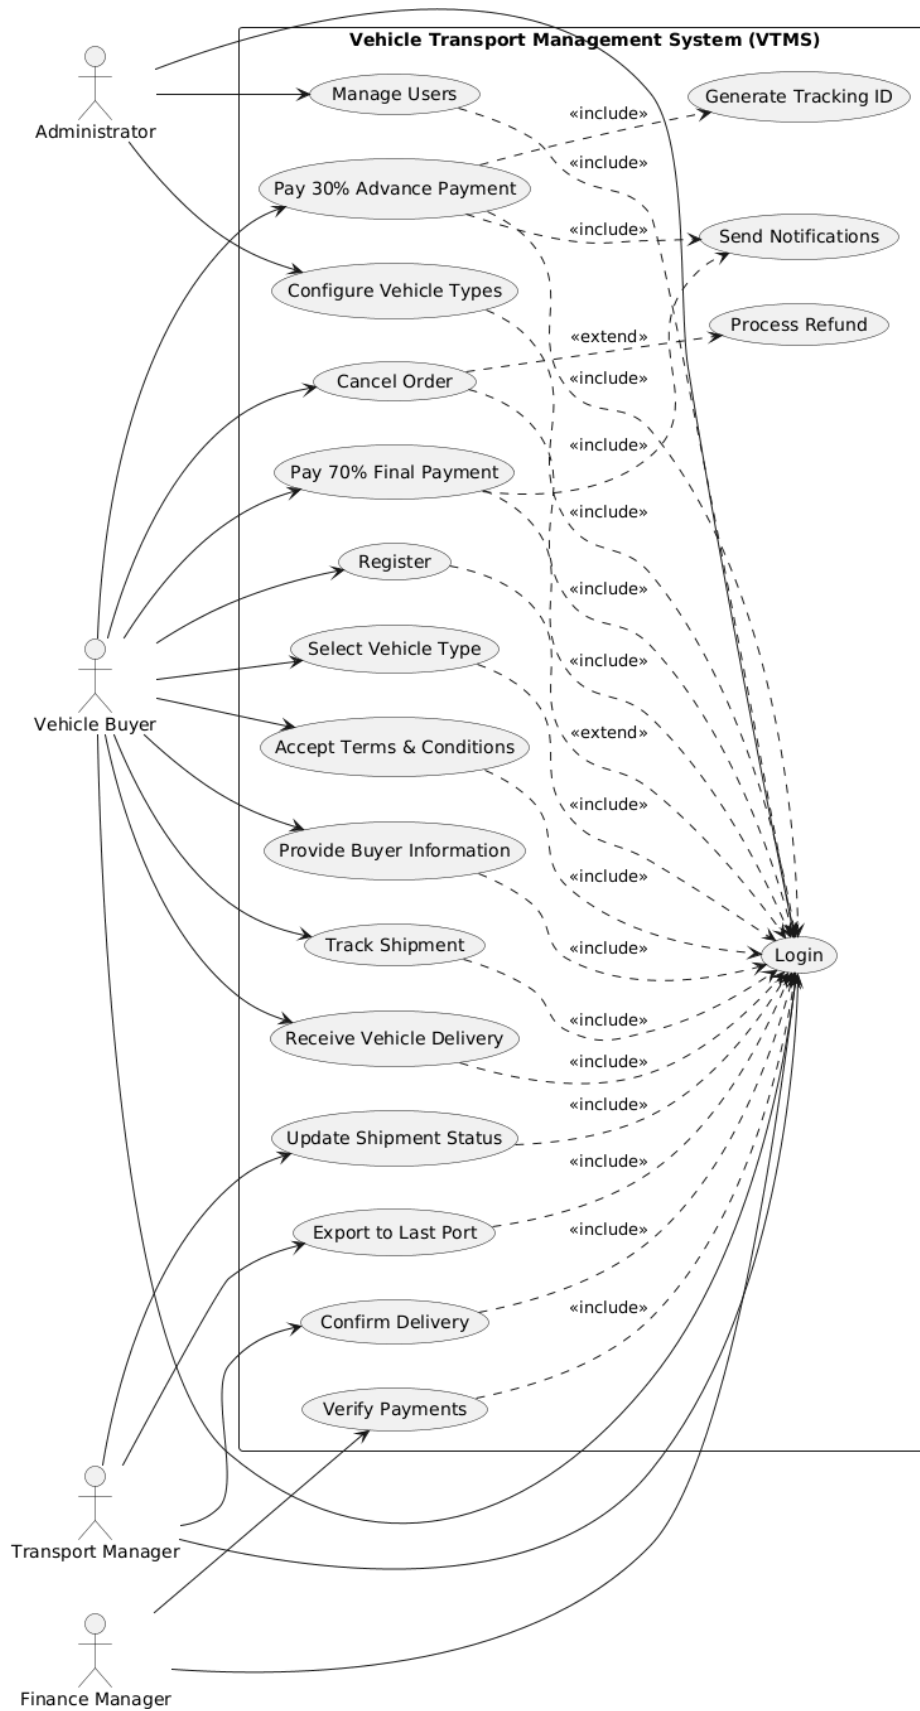 Vehicle Transport Management System (VTMS)
Administrator
Manage Users
Generate Tracking ID
«include»
«include»
Pay 30% Advance Payment
«include»
Send Notifications
Configure Vehicle Types
Process Refund
«extend»
Cancel Order
«include»
«include»
Pay 70% Final Payment
«include»
Register
«include»
Select Vehicle Type
«include»
Vehicle Buyer
«extend»
Accept Terms & Conditions
«include»
Provide Buyer Information
«include»
Track Shipment
«include»
Login
«include»
Receive Vehicle Delivery
«include»
«include»
Update Shipment Status
«include»
Export to Last Port
«include»
Confirm Delivery
«include»
Verify Payments
Transport Manager
Finance Manager